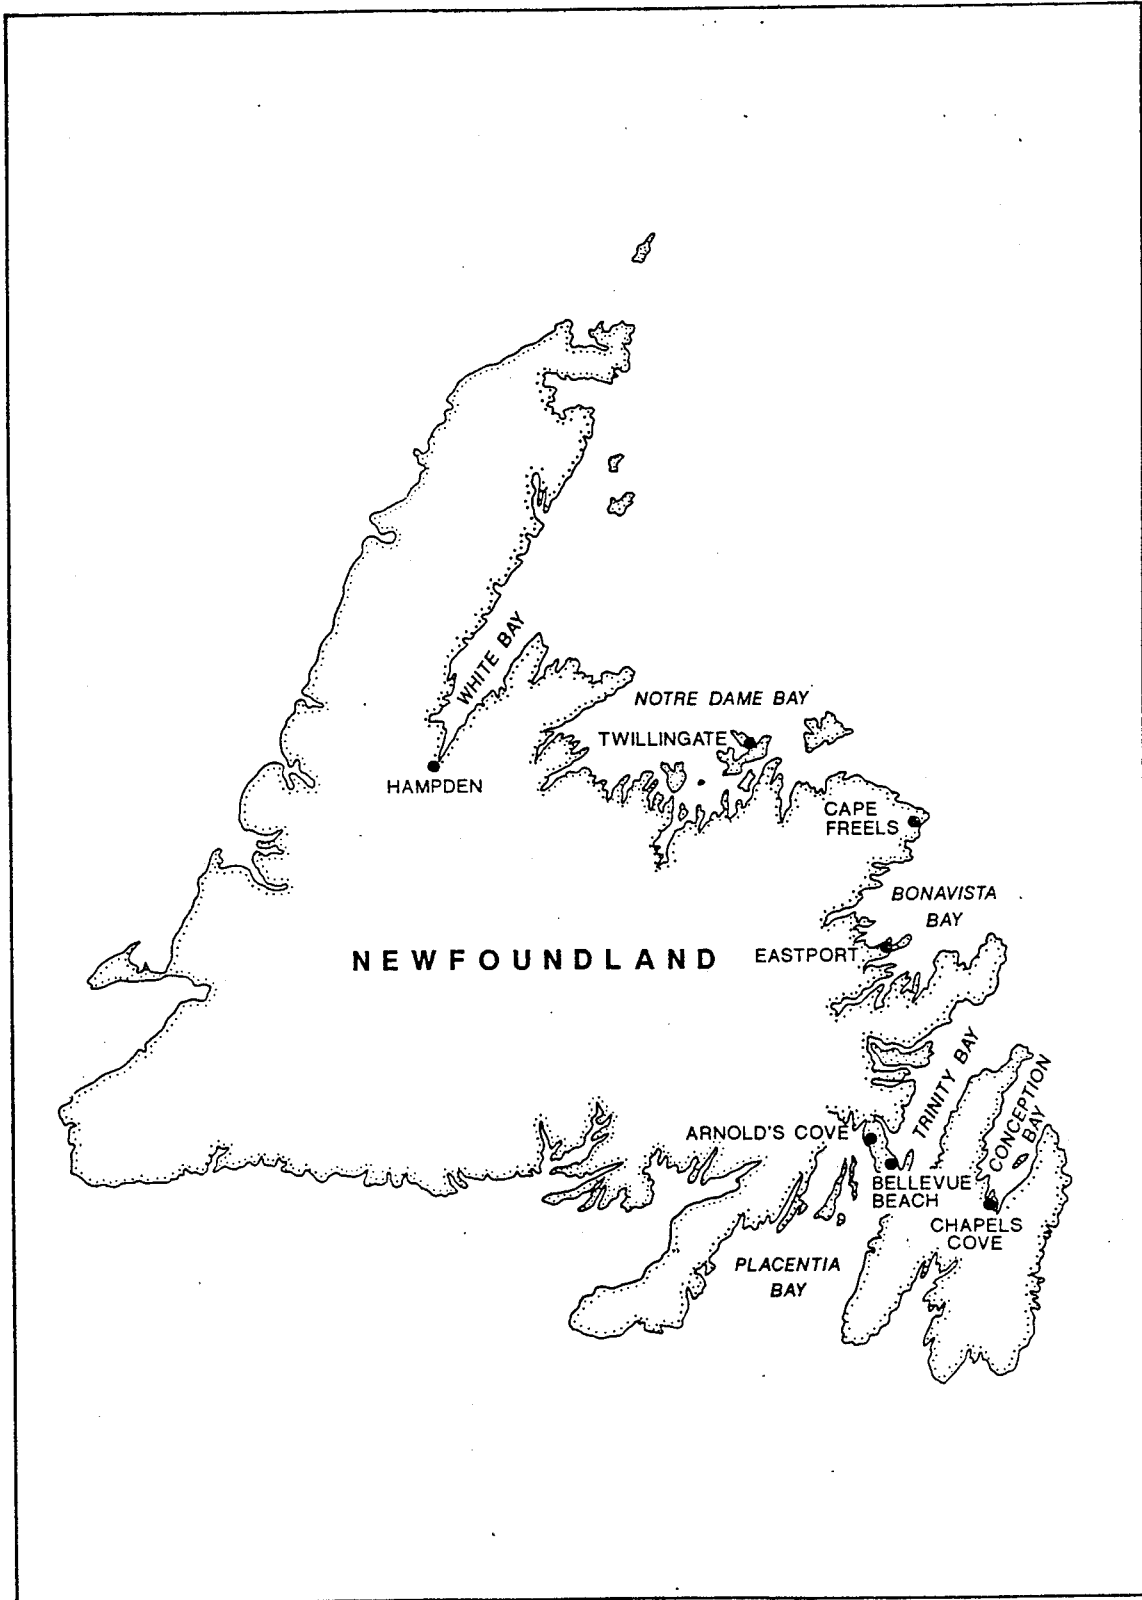 WHITE BAY
NOTRE DAME BAY
TWILLINGATE
HAMPDEN
CAPE
FREELS
BONAVISTA
BAY
NEWFOUNDLAND
EASTPORT
TRINITY BAY
CONCEPTION
BAY
ARNOLD'S COVE
BELLEVUE
BEACH
CHAPELS
COVE
PLACENTIA
BAY